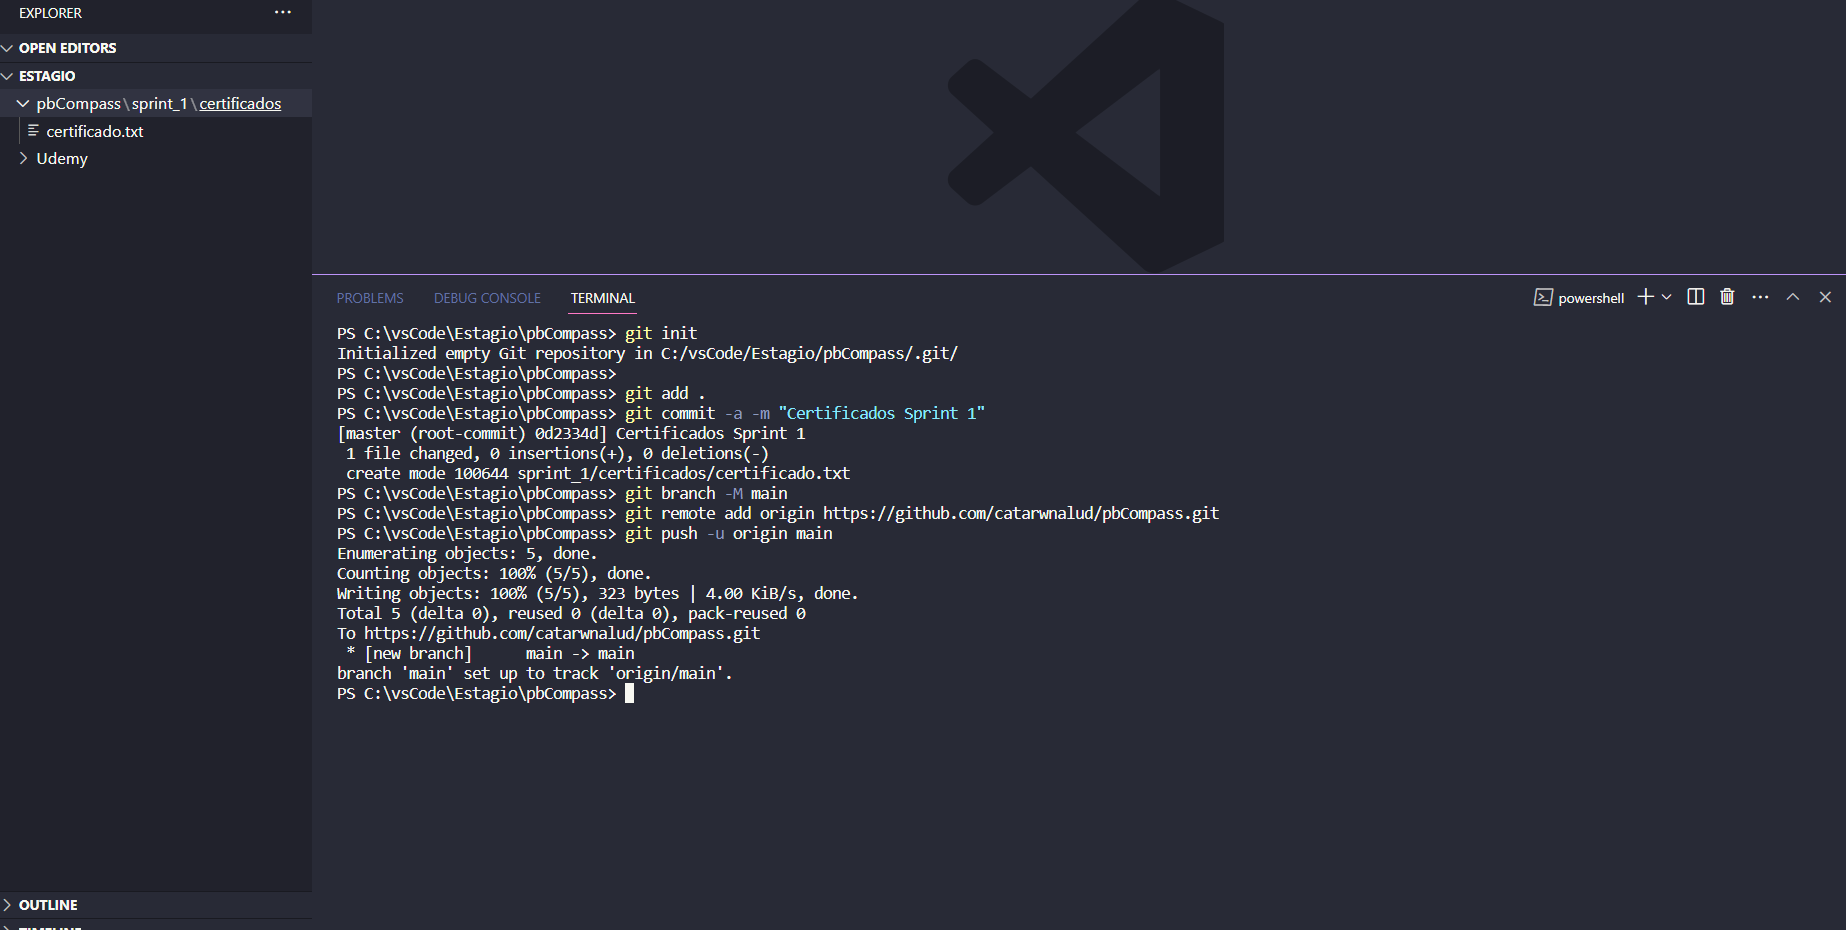 EXPLORER
OPEN EDITORS
ESTAGIO
pbCompass\sprint_1\certificados
certificado.txt
Udemy
OUTLINE
TIMELINE
PROBLEMS DEBUG CONSOLE TERMINAL
powershell
PS C:\vsCode\Estagio\pbCompass> git init
Initialized empty Git repository in C:/vsCode/Estagio/pbCompass/.git/
PS C:\vsCode\Estagio\pbCompass>
PS C:\vsCode\Estagio\pbCompass> git add .
PS C:\vsCode\Estagio\pbCompass> git commit -a -m "Certificados Sprint 1"
[master (root-commit) 0d2334d] Certificados Sprint 1
 1 file changed, 0 insertions(+), 0 deletions(-)
 create mode 100644 sprint_1/certificados/certificado.txt
PS C:\vsCode\Estagio\pbCompass> git branch -M main
PS C:\vsCode\Estagio\pbCompass> git remote add origin https://github.com/catarwnalud/pbCompass.git
PS C:\vsCode\Estagio\pbCompass> git push -u origin main
Enumerating objects: 5, done.
Counting objects: 100% (5/5), done.
Writing objects: 100% (5/5), 323 bytes | 4.00 KiB/s, done.
Total 5 (delta 0), reused 0 (delta 0), pack-reused 0
To https://github.com/catarwnalud/pbCompass.git
 * [new branch]      main -> main
branch 'main' set up to track 'origin/main'.
PS C:\vsCode\Estagio\pbCompass>